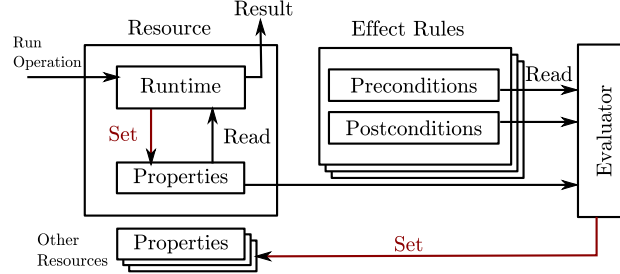 Result
Resource
Effect Rules
Run
Operation
Runtime
Preconditions
Read
Set
Read
Postconditions
Evaluator
Properties
Other
Resources
Properties
Set